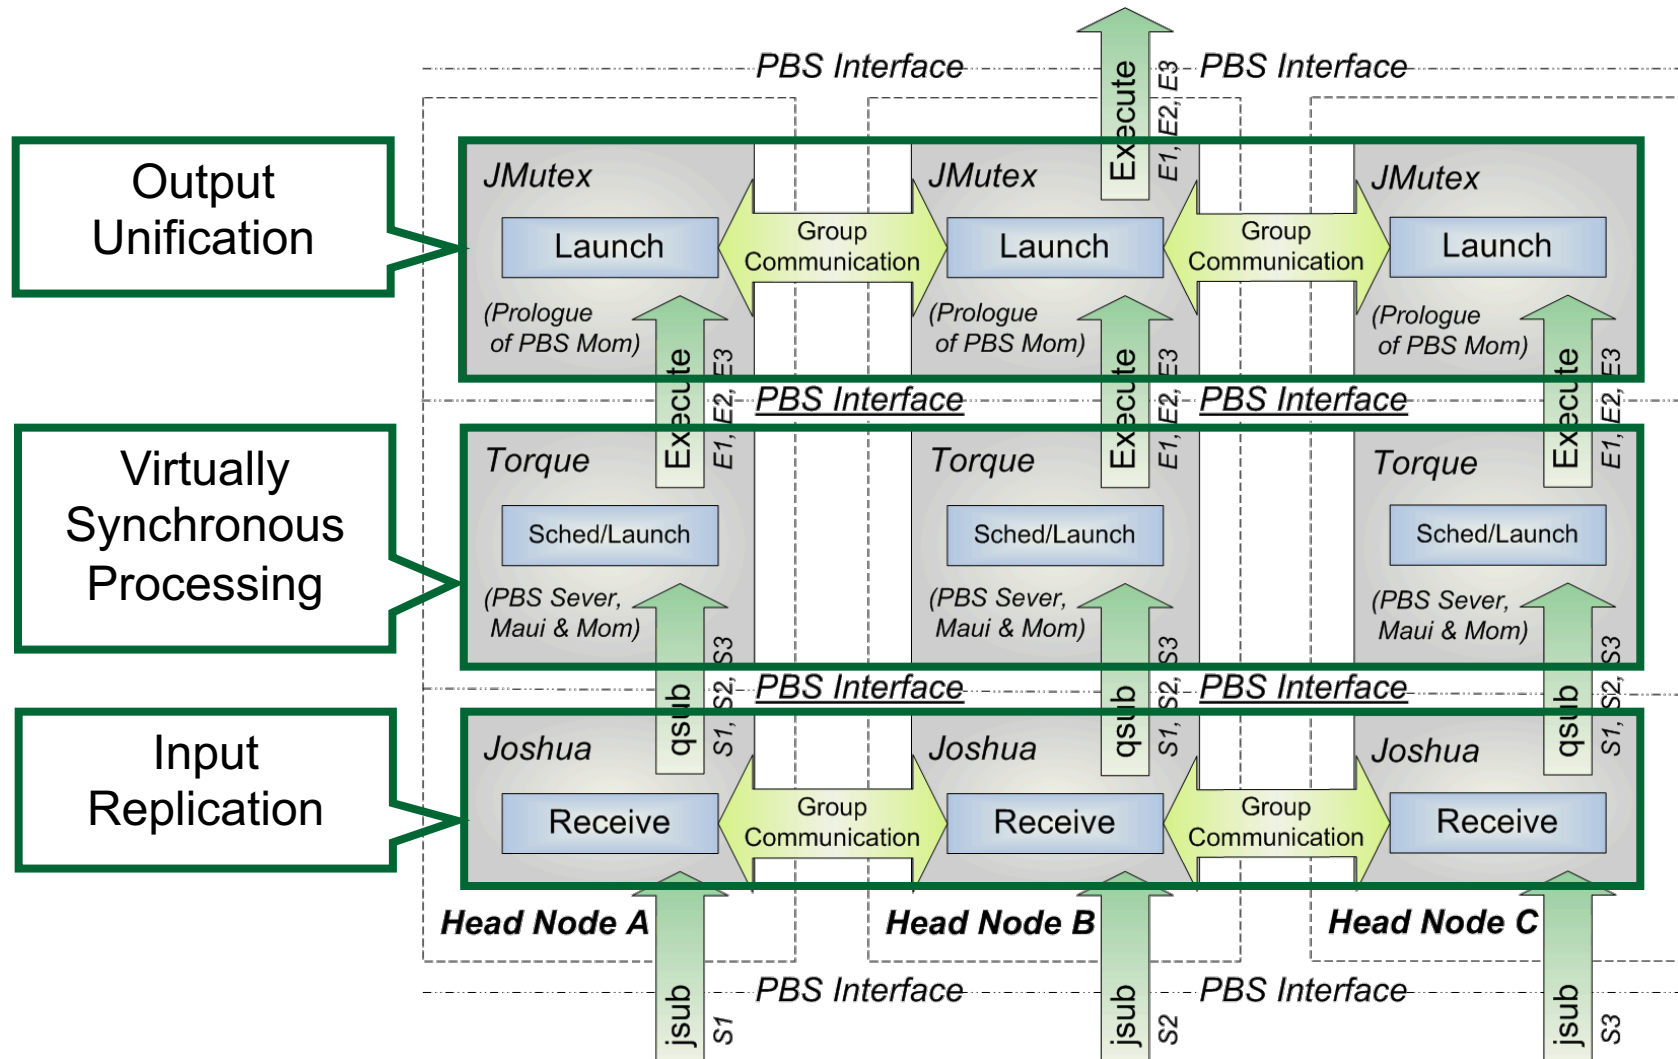 PBS Interface
PBS Interface
Execute
E1, E2, E3
Output
Unification
JMutex
JMutex
JMutex
Launch
Group
Communication
Launch
Group
Communication
Launch
(Prologue
of PBS Mom)
(Prologue
of PBS Mom)
(Prologue
of PBS Mom)
Execute
E1, E2, E3
Execute
E1, E2, E3
Execute
E1, E2, E3
PBS Interface
PBS Interface
Virtually
Synchronous
Processing
Torque
Torque
Torque
Sched/Launch
Sched/Launch
Sched/Launch
(PBS Sever,
Maui & Mom)
(PBS Sever,
Maui & Mom)
(PBS Sever,
Maui & Mom)
qsub
S1, S2, S3
qsub
S1, S2, S3
qsub
S1, S2, S3
PBS Interface
PBS Interface
Input
Replication
Joshua
Joshua
Joshua
Receive
Group
Communication
Receive
Group
Communication
Receive
Head Node A
Head Node B
Head Node C
jsub
S1
PBS Interface
jsub
S2
PBS Interface
jsub
S3